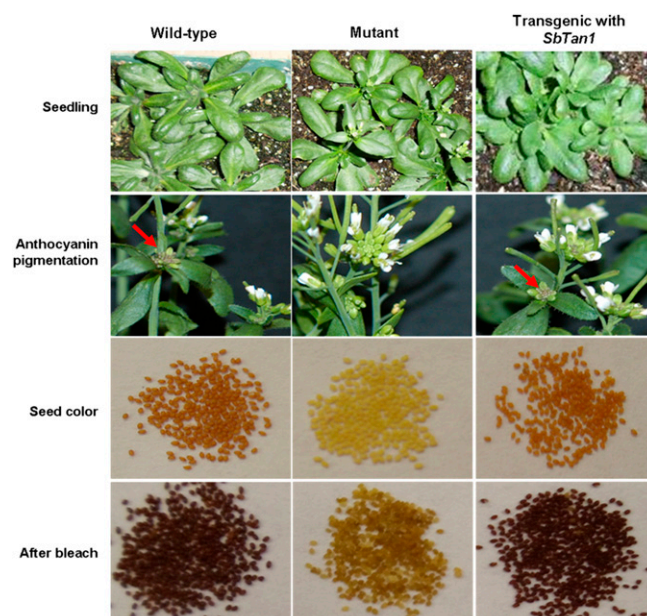 Wild-type
Mutant
Transgenic with
SbTan1
Seedling
Anthocyanin
pigmentation
Seed color
After bleach